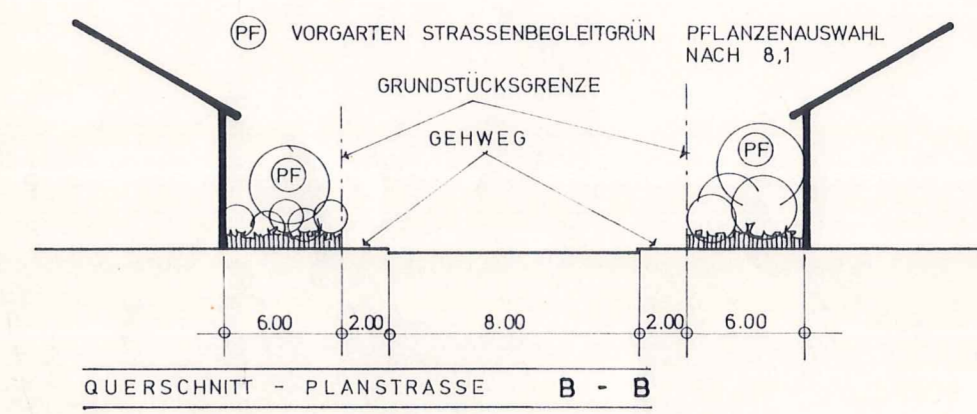 PF VORGARTEN STRASSENBEGLEITGRÜN PFLANZENAUSWAHL
NACH 8,1
GRUNDSTÜCKSGRENZE
GEHWEG
PF
PF
6.00 2.00 8.00 2.00 6.00
QUERSCHNITT - PLANSTRASSE B - B